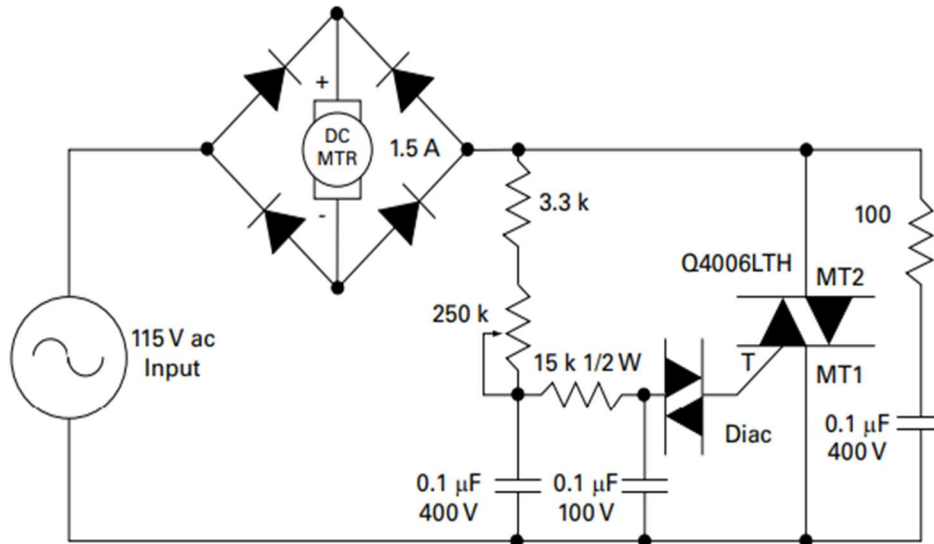 +
DC
MTR
1.5 A
-
3.3 k
100
Q4006LTH
MT2
250 k
115 V ac
Input
15 k 1/2 W
T
MT1
Diac
0.1 μF
400 V
0.1 μF
100 V
0.1 μF
400 V